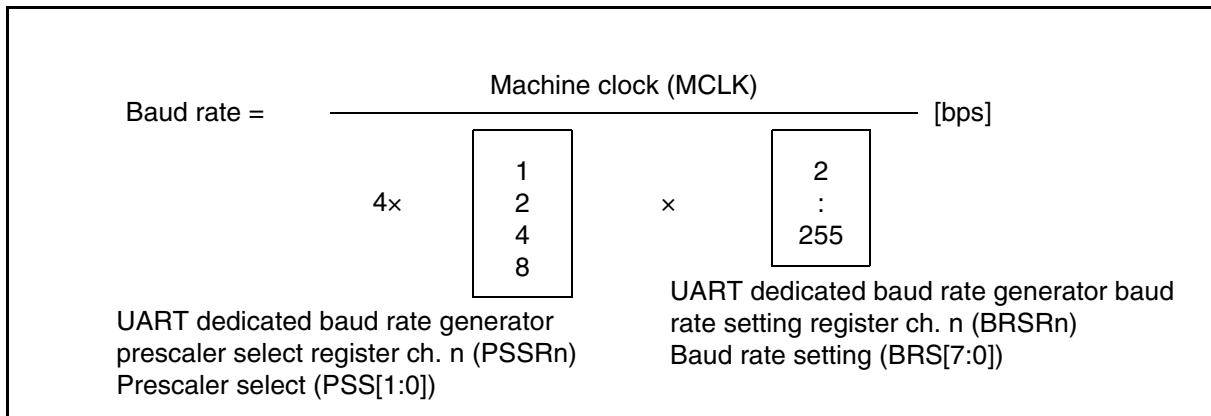 Machine clock (MCLK)
Baud rate = [bps]
4× × 
1
2
4
8
2
:
255
UART dedicated baud rate generator
prescaler select register ch. n (PSSRn)
Prescaler select (PSS[1:0])
UART dedicated baud rate generator baud
rate setting register ch. n (BRSRn)
Baud rate setting (BRS[7:0])